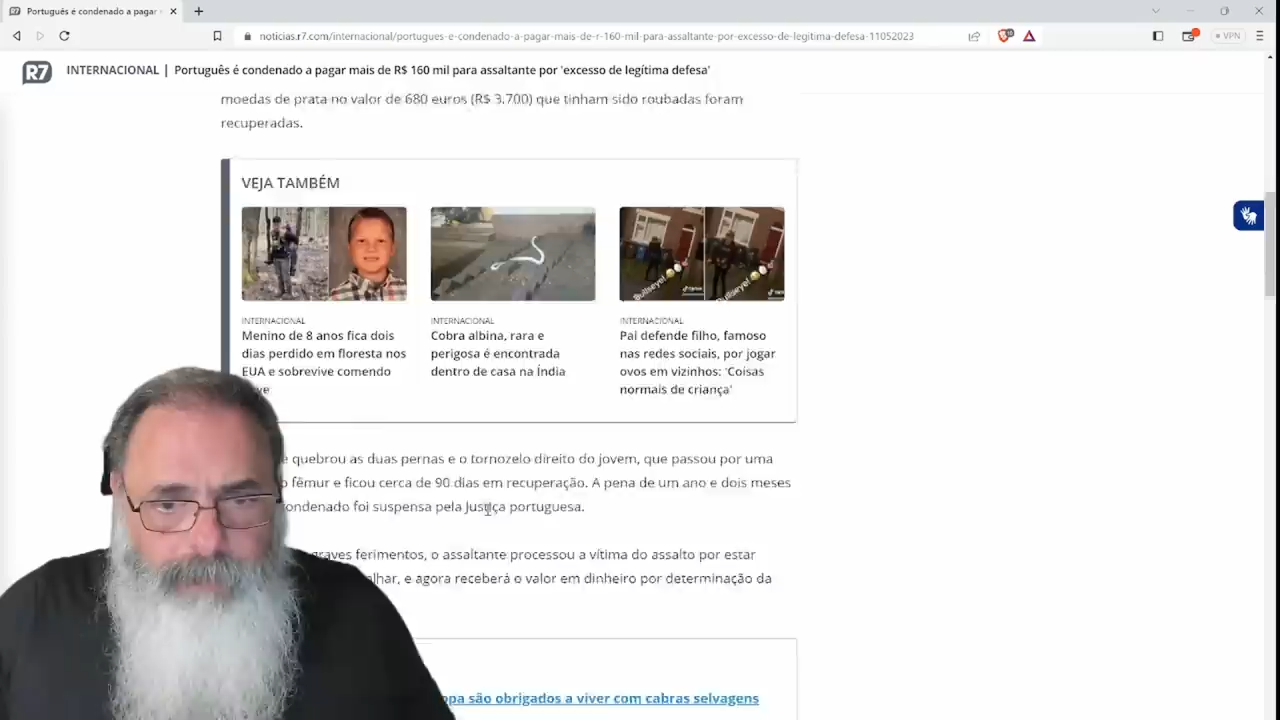 Português é condenado a pagar
noticias.r7.com/internacional/portugues-e-condenado-a-pagar-mais-de-r-160-mil-para-assaltante-por-excesso-de-legitima-defesa-11052023
VPN
R7 INTERNACIONAL | Português é condenado a pagar mais de R$ 160 mil para assaltante por 'excesso de legítima defesa'
moedas de prata no valor de 680 euros (R$ 3.700) que tinham sido roubadas foram
recuperadas.
VEJA TAMBÉM
INTERNACIONAL
Menino de 8 anos fica dois
dias perdido em floresta nos
EUA e sobrevive comendo
INTERNACIONAL
Cobra albina, rara e
perigosa é encontrada
dentro de casa na Índia
INTERNACIONAL
Pai defende filho, famoso
nas redes sociais, por jogar
ovos em vizinhos: 'Coisas
normais de criança'
quebrou as duas pernas e o tornozelo direito do jovem, que passou por uma
fêmur e ficou cerca de 90 dias em recuperação. A pena de um ano e dois meses
condenado foi suspensa pela Justiça portuguesa.
graves ferimentos, o assaltante processou a vítima do assalto por estar
e agora receberá o valor em dinheiro por determinação da
são obrigados a viver com cabras selvagens